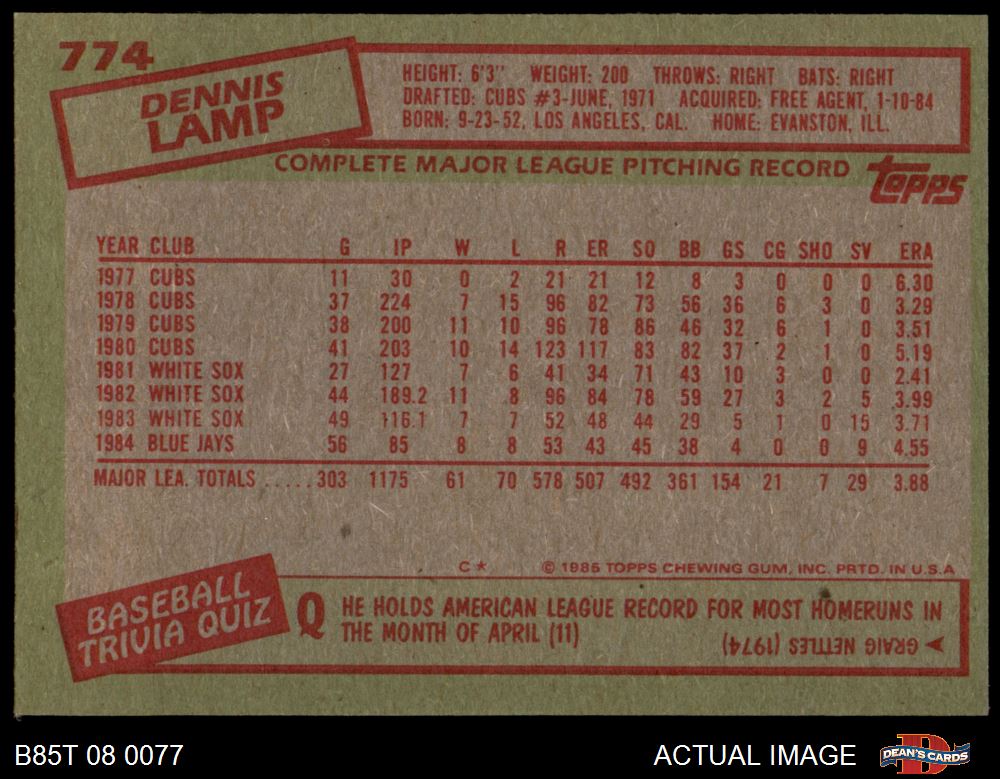 774
DENNIS
LAMP
HEIGHT: 6'3" WEIGHT: 200 THROWS: RIGHT BATS: RIGHT
DRAFTED: CUBS #3-JUNE, 1971 ACQUIRED: FREE AGENT, 1-10-84
BORN: 9-23-52, LOS ANGELES, CAL. HOME: EVANSTON, ILL.
COMPLETE MAJOR LEAGUE PITCHING RECORD
topps
YEAR CLUB G IP W L R ER SO BB GS CG SHO SV ERA
1977 CUBS 11 30 0 2 21 21 12 8 3 0 0 0 6.30
1978 CUBS 37 224 7 15 96 82 73 56 36 6 3 0 3.29
1979 CUBS 38 200 11 10 96 78 86 46 32 6 1 0 3.51
1980 CUBS 41 203 10 14 123 117 83 82 37 2 1 0 5.19
1981 WHITE SOX 27 127 7 6 41 34 71 43 10 3 0 0 2.41
1982 WHITE SOX 44 189.2 11 8 96 84 78 59 27 3 2 5 3.99
1983 WHITE SOX 49 116.1 7 7 52 48 44 29 5 1 0 15 3.71
1984 BLUE JAYS 56 85 8 8 53 43 45 38 4 0 0 9 4.55
MAJOR LEA. TOTALS ..... 303 1175 61 70 578 507 492 361 154 21 7 29 3.88
C* © 1985 TOPPS CHEWING GUM, INC. PRTD. IN U.S.A
BASEBALL
TRIVIA QUIZ
Q HE HOLDS AMERICAN LEAGUE RECORD FOR MOST HOMERUNS IN
THE MONTH OF APRIL (11)
➤ GRAIG NETTLES (1974)
B85T 08 0077
ACTUAL IMAGE
D
DEAN'S CARDS